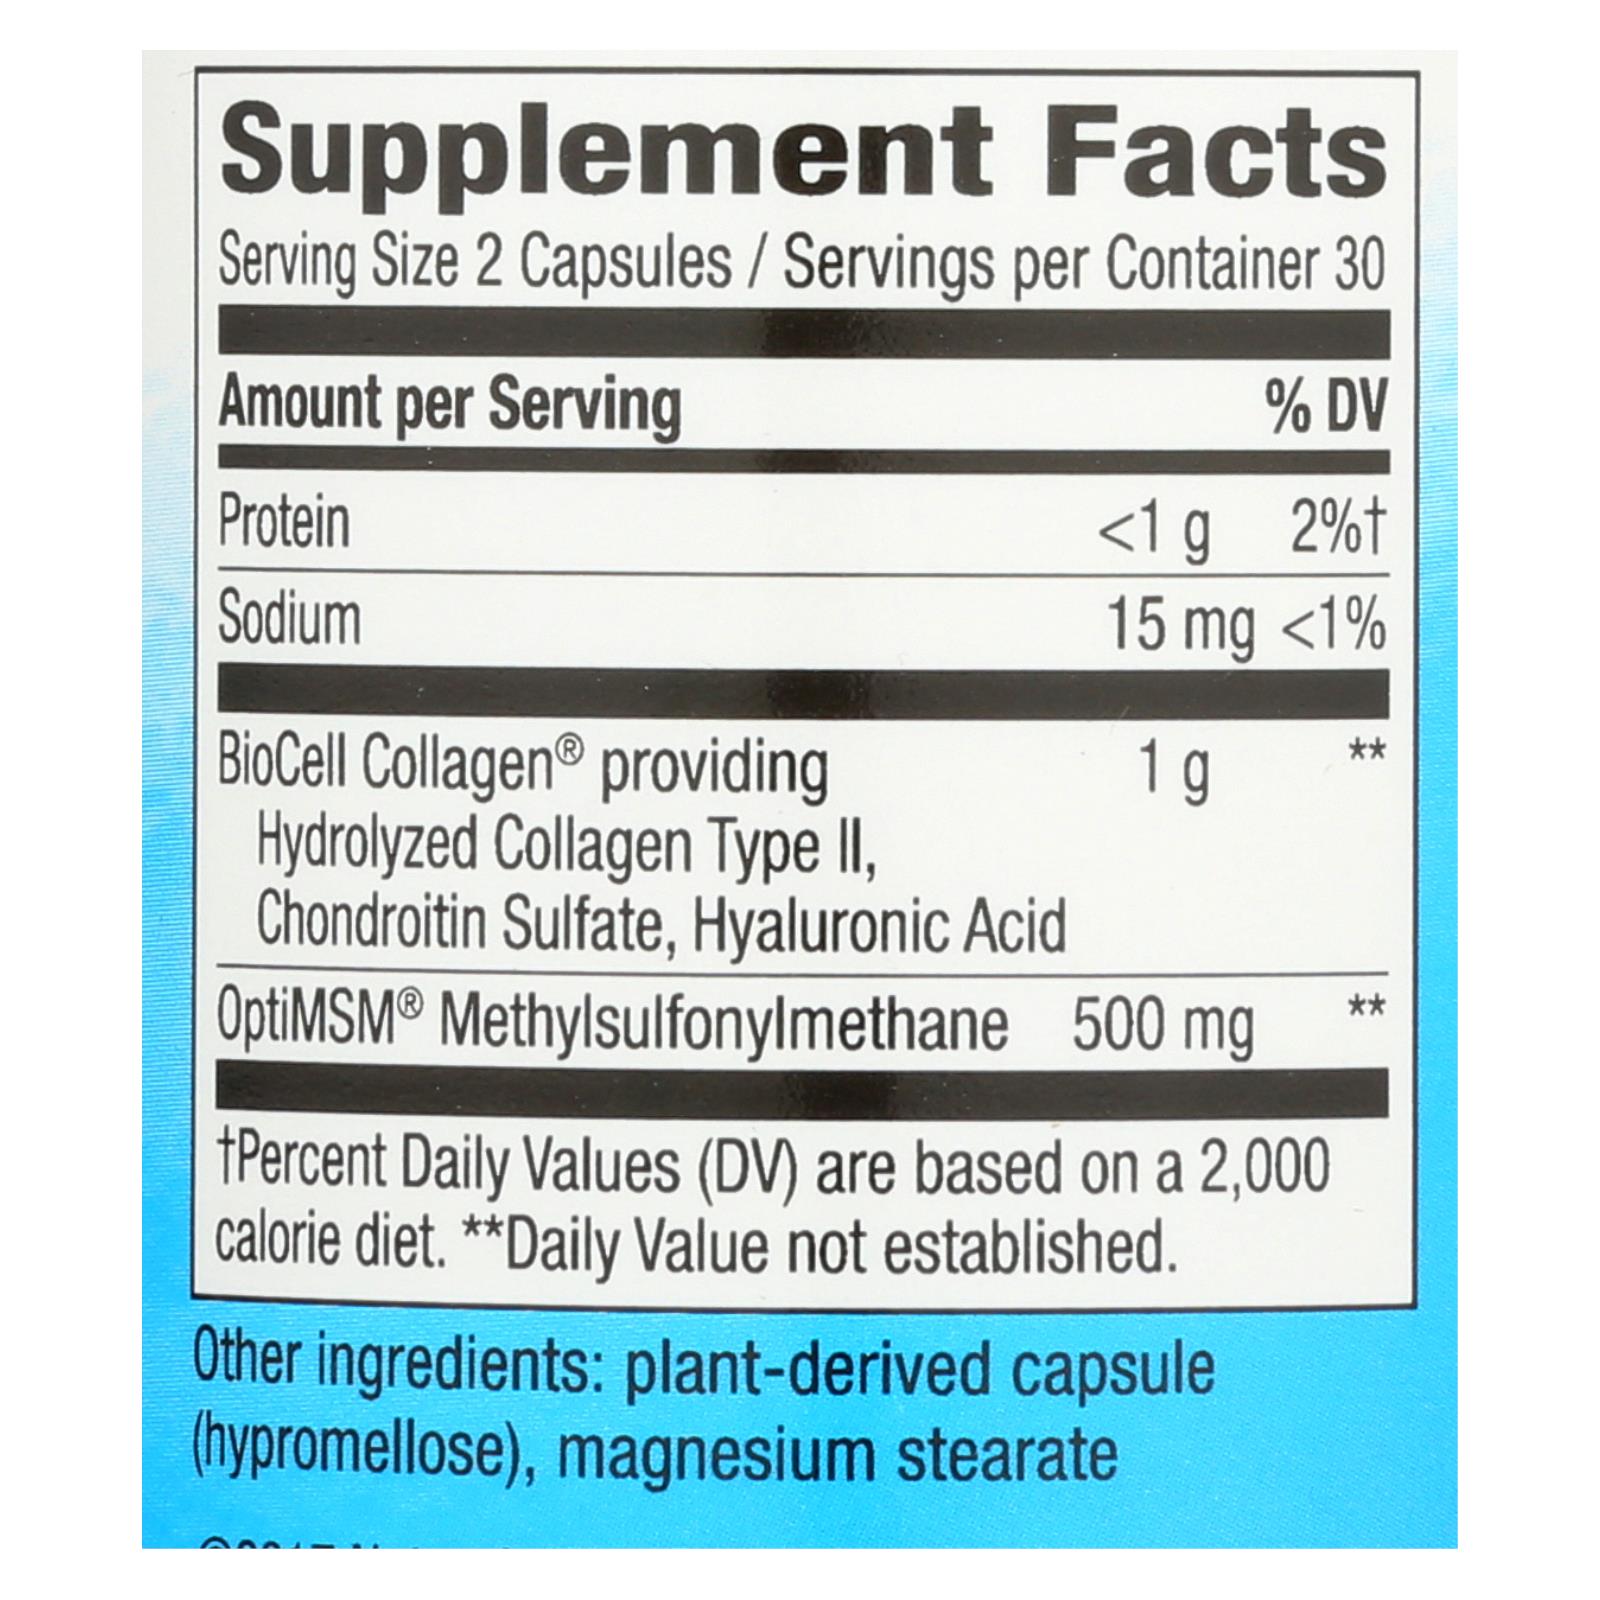 Supplement Facts
Serving Size 2 Capsules / Servings per Container 30
Amount per Serving % DV
Protein <1 g 2%†
Sodium 15 mg <1%
BioCell Collagen® providing 1 g **
Hydrolyzed Collagen Type II,
Chondroitin Sulfate, Hyaluronic Acid
OptiMSM® Methylsulfonylmethane 500 mg **
†Percent Daily Values (DV) are based on a 2,000
calorie diet. **Daily Value not established.
Other ingredients: plant-derived capsule
(hypromellose), magnesium stearate